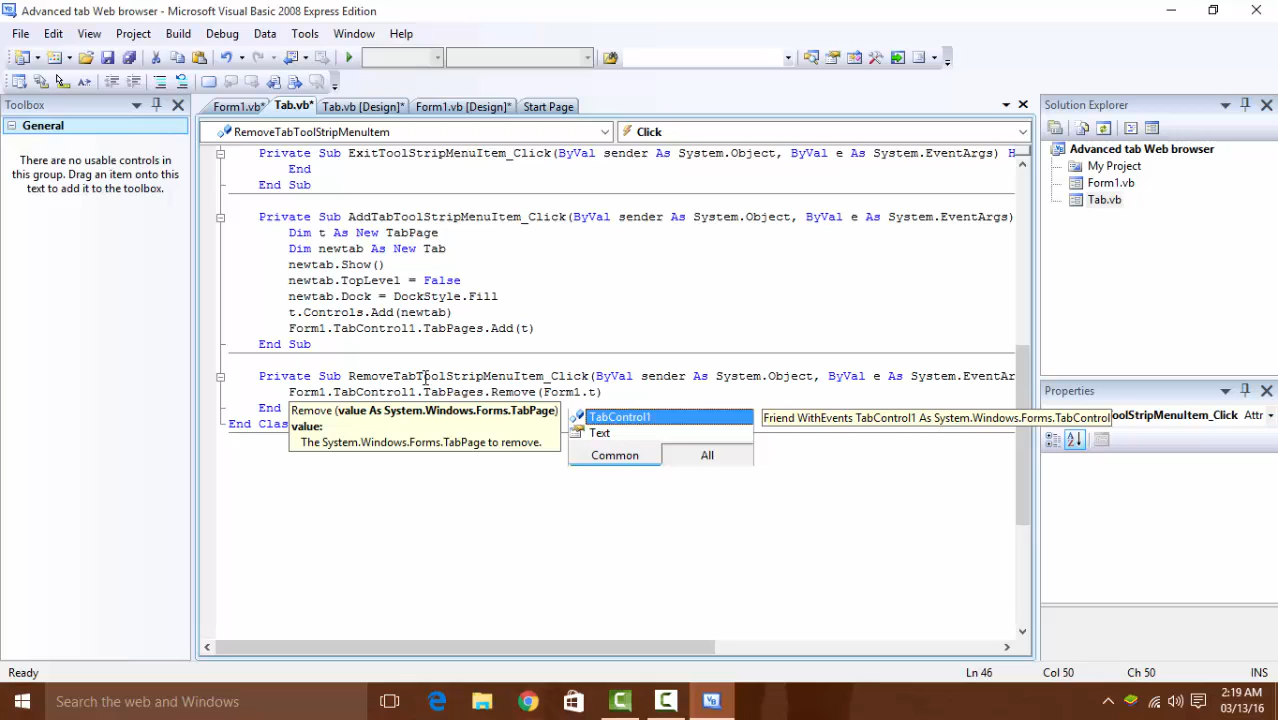 Advanced tab Web browser - Microsoft Visual Basic 2008 Express Edition
File Edit View Project Build Debug Data Tools Window Help
Toolbox
General
There are no usable controls in
this group. Drag an item onto this
text to add it to the toolbox.
Form1.vb* Tab.vb* Tab.vb [Design]* Form1.vb [Design]* Start Page
RemoveTabToolStripMenuItem Click
Private Sub ExitToolStripMenuItem_Click(ByVal sender As System.Object, ByVal e As System.EventArgs) H
End
End Sub
Private Sub AddTabToolStripMenuItem_Click(ByVal sender As System.Object, ByVal e As System.EventArgs)
Dim t As New TabPage
Dim newtab As New Tab
newtab.Show()
newtab.TopLevel = False
newtab.Dock = DockStyle.Fill
t.Controls.Add(newtab)
Form1.TabControl1.TabPages.Add(t)
End Sub
Private Sub RemoveTabToolStripMenuItem_Click(ByVal sender As System.Object, ByVal e As System.EventAr
Form1.TabControl1.TabPages.Remove(Form1.t)
End
End Clas
Remove (value As System.Windows.Forms.TabPage)
value:
The System.Windows.Forms.TabPage to remove.
TabControl1
Text
Common All
Friend WithEvents TabControl1 As System.Windows.Forms.TabControl
Solution Explorer
Advanced tab Web browser
My Project
Form1.vb
Tab.vb
Properties
oolStripMenuItem_Click Attr
Ready Ln 46 Col 50 Ch 50 INS
Search the web and Windows
2:19 AM
03/13/16